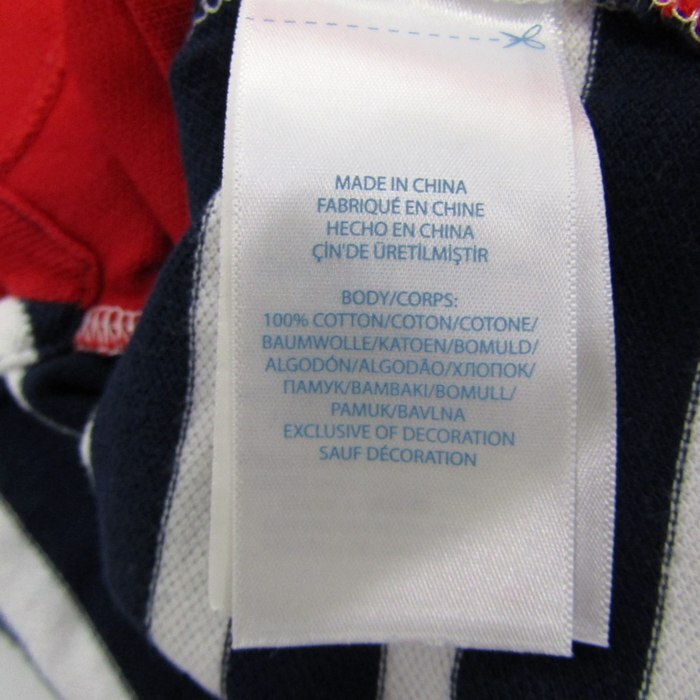 MADE IN CHINA
FABRIQUÉ EN CHINE
HECHO EN CHINA
ÇİN'DE ÜRETİLMİŞTİR
BODY/CORPS:
100% COTTON/COTON/COTONE/
BAUMWOLLE/KATOEN/BOMULD/
ALGODÓN/ALGODÃO/ХЛОПОК/
ПАМУК/BAMBAKI/BOMULL/
PAMUK/BAVLNA
EXCLUSIVE OF DECORATION
SAUF DÉCORATION